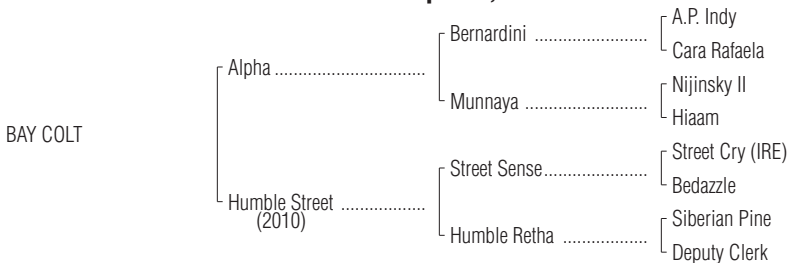 A.P. Indy
Bernardini ........................
Cara Rafaela
Alpha ................................
Nijinsky II
Munnaya ..........................
Hiaam
BAY COLT
Street Cry (IRE)
Street Sense......................
Bedazzle
Humble Street ..................
(2010)
Siberian Pine
Humble Retha ..................
Deputy Clerk